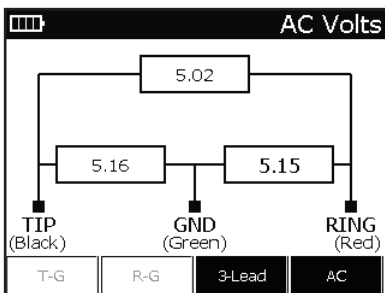 AC Volts
5.02
5.16 5.15
TIP GND RING
(Black) (Green) (Red)
T-G R-G 3-Lead AC